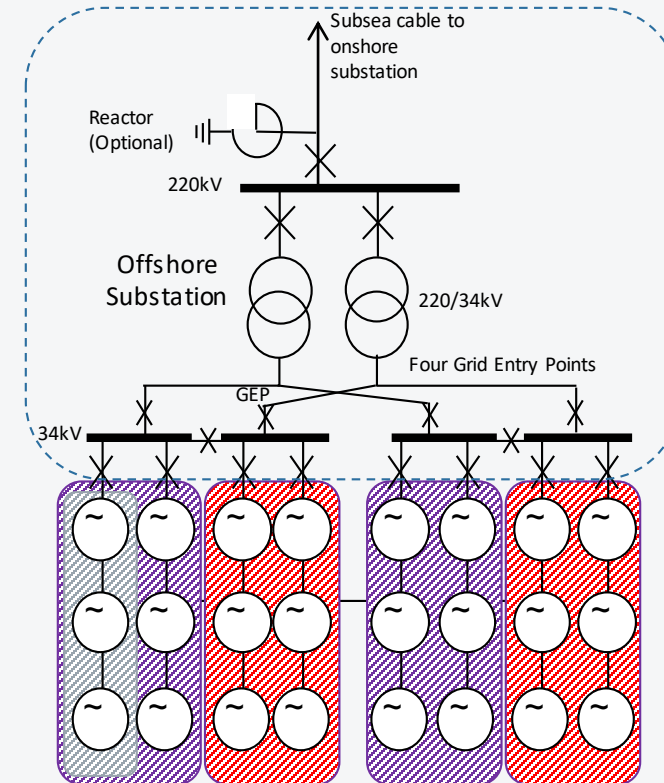 Subsea cable to
onshore
substation
Reactor
(Optional)
220kV
Offshore
Substation
220/34kV
Four Grid Entry Points
GEP
34kV
~ ~ ~ ~ ~ ~ ~ ~
~ ~ ~ ~ ~ ~ ~ ~
~ ~ ~ ~ ~ ~ ~ ~